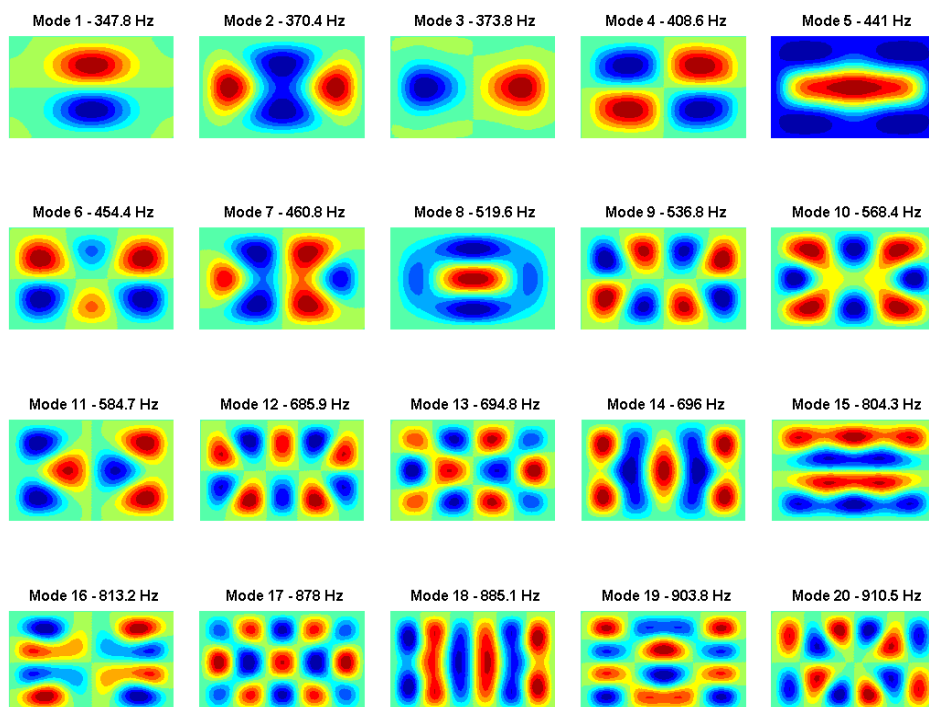 Mode 1 - 347.8 Hz
Mode 2 - 370.4 Hz
Mode 3 - 373.8 Hz
Mode 4 - 408.6 Hz
Mode 5 - 441 Hz
Mode 6 - 454.4 Hz
Mode 7 - 460.8 Hz
Mode 8 - 519.6 Hz
Mode 9 - 536.8 Hz
Mode 10 - 568.4 Hz
Mode 11 - 584.7 Hz
Mode 12 - 685.9 Hz
Mode 13 - 694.8 Hz
Mode 14 - 696 Hz
Mode 15 - 804.3 Hz
Mode 16 - 813.2 Hz
Mode 17 - 878 Hz
Mode 18 - 885.1 Hz
Mode 19 - 903.8 Hz
Mode 20 - 910.5 Hz